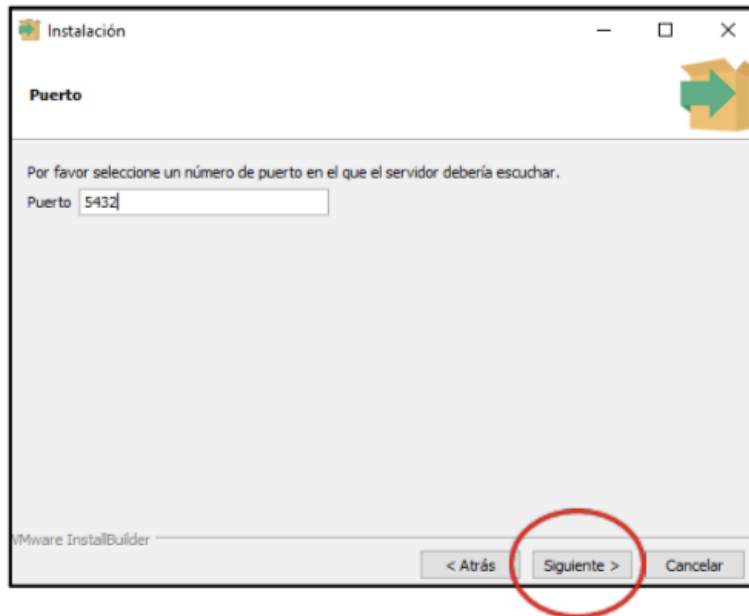 Instalación
Puerto
Por favor seleccione un número de puerto en el que el servidor debería escuchar.
Puerto 5432
VMware InstallBuilder
< Atrás Siguiente > Cancelar